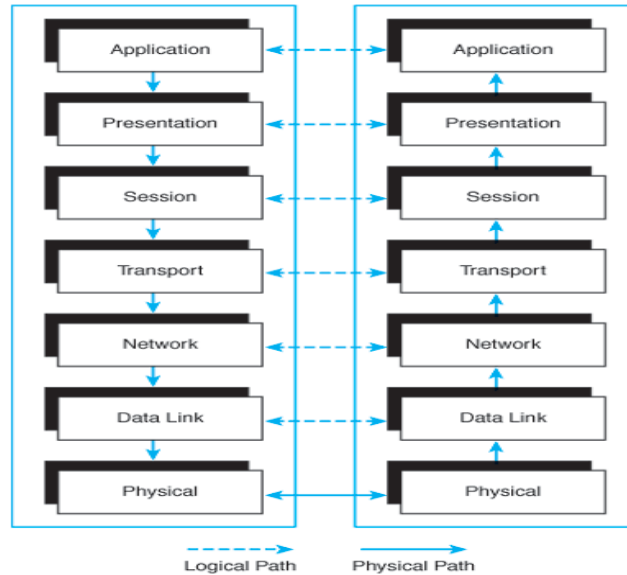 Application Application
Presentation Presentation
Session Session
Transport Transport
Network Network
Data Link Data Link
Physical Physical
Logical Path Physical Path